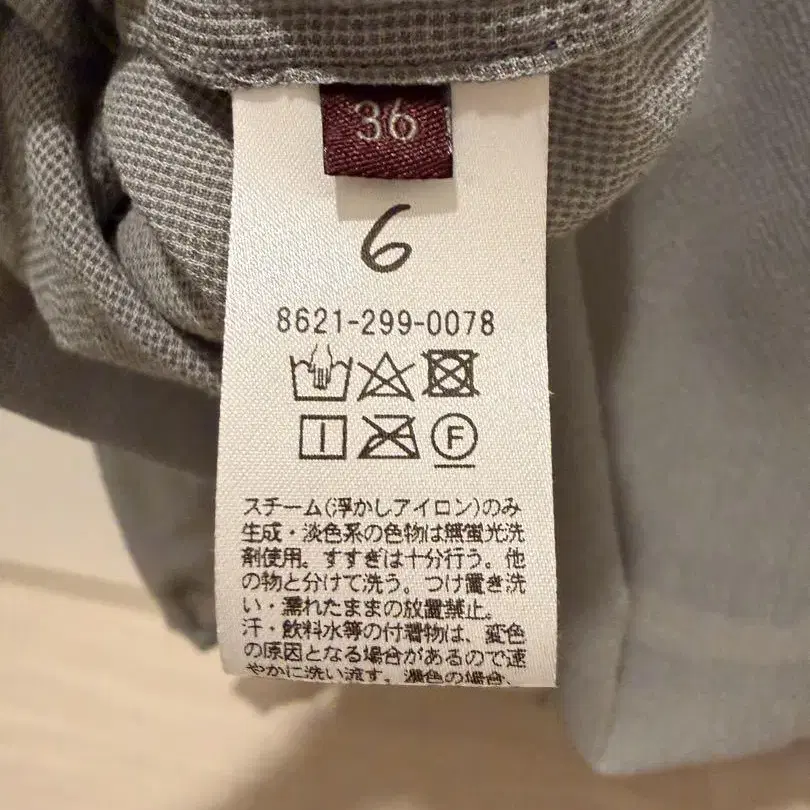 36
6
8621-299-0078
F
スチーム(浮かしアイロン)のみ
生成・淡色系の色物は無蛍光洗
剤使用。すすぎは十分行う。他
の物と分けて洗う。つけ置き洗
い・濡れたままの放置禁止。
汗・飲料水等の付着物は、変色
の原因となる場合があるので速
やかに洗い流す。濃色の場合、